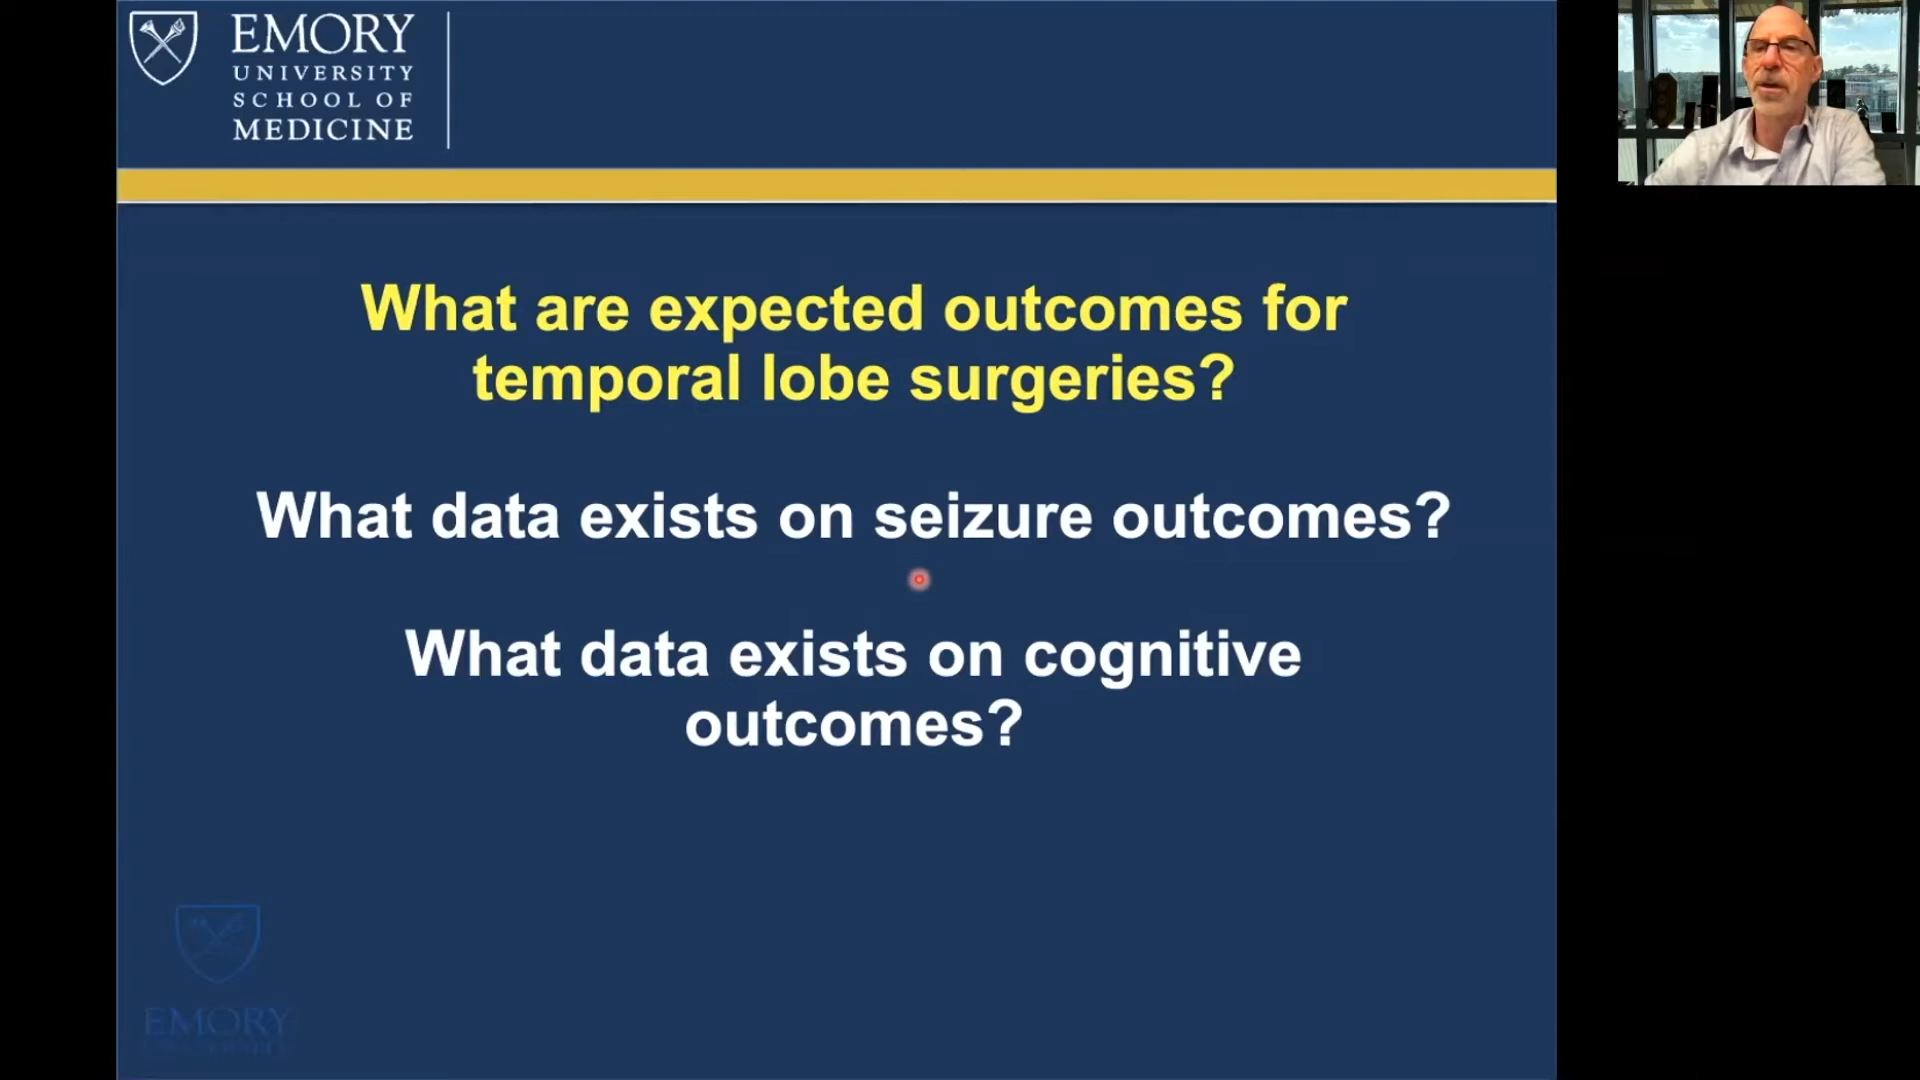 EMORY
UNIVERSITY
SCHOOL OF
MEDICINE
What are expected outcomes for
temporal lobe surgeries?
What data exists on seizure outcomes?
What data exists on cognitive
outcomes?
EMORY